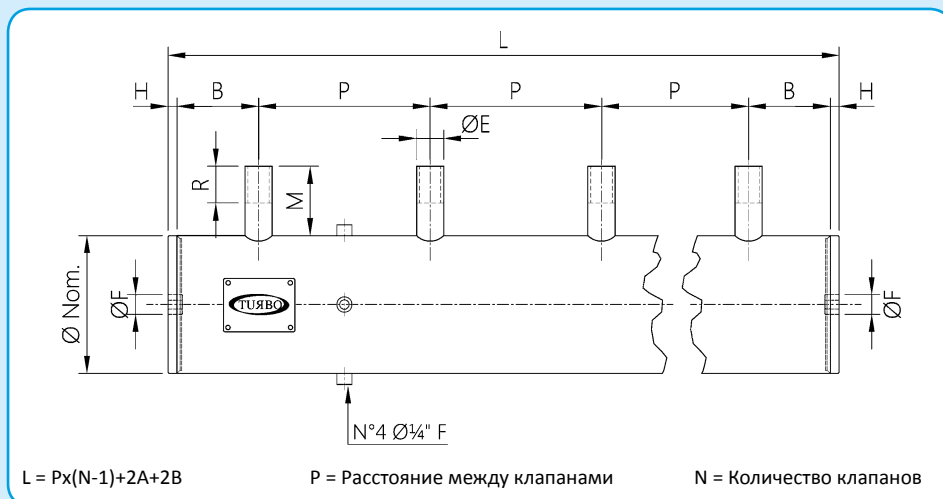 L
H B P P P B H
ØE
R M
Ø Nom.
ØF
TURBO
ØF
N°4 Ø¼" F
L = Px(N-1)+2A+2B P = Расстояние между клапанами N = Количество клапанов